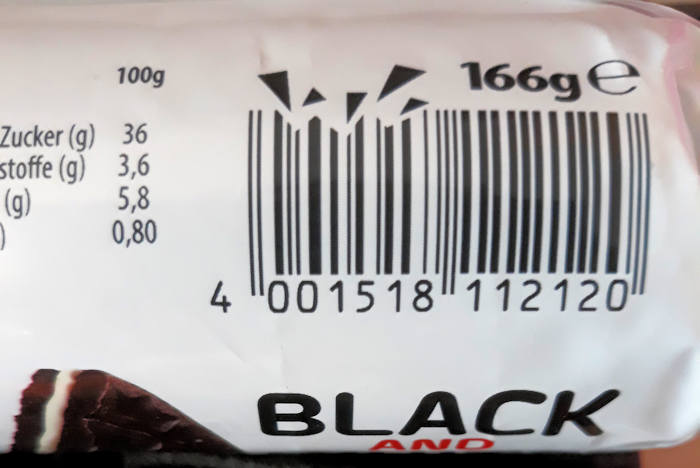 100g
Zucker (g) 36
stoffe (g) 3,6
(g) 5,8
) 0,80
166g ℮
4 001518 112120
BLACK
AND